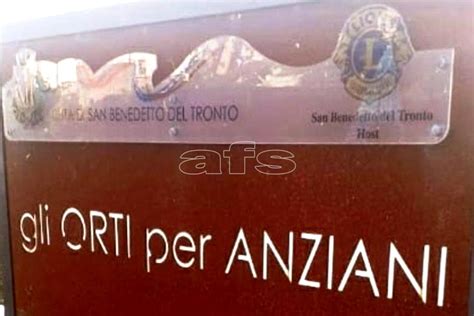 CITTÀ DI SAN BENEDETTO DEL TRONTO
L
San Benedetto del Tronto
Host
afs
gli ORTI per ANZIANI